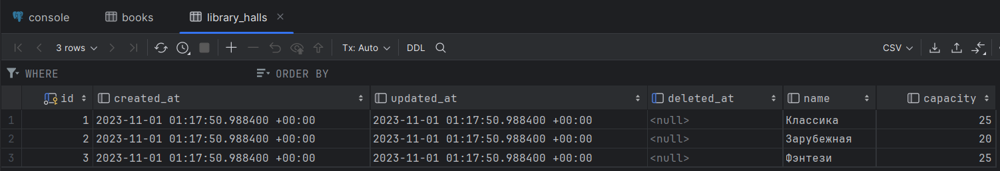 console books library_halls
3 rows Tx: Auto DDL CSV
WHERE ORDER BY
id created_at updated_at deleted_at name capacity
1 1 2023-11-01 01:17:50.988400 +00:00 2023-11-01 01:17:50.988400 +00:00 <null> Классика 25
2 2 2023-11-01 01:17:50.988400 +00:00 2023-11-01 01:17:50.988400 +00:00 <null> Зарубежная 20
3 3 2023-11-01 01:17:50.988400 +00:00 2023-11-01 01:17:50.988400 +00:00 <null> Фэнтези 25